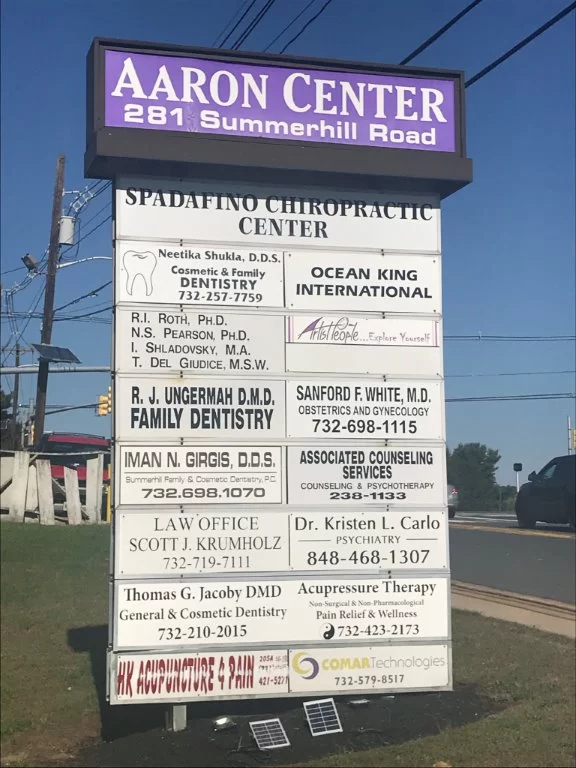 AARON CENTER
281 Summerhill Road
SPADAFINO CHIROPRACTIC
CENTER
Neetika Shukla, D.D.S.
Cosmetic & Family
DENTISTRY
732-257-7759
OCEAN KING
INTERNATIONAL
R.I. ROTH, PH.D.
N.S. PEARSON, PH.D.
I. SHLADOVSKY, M.A.
T. DEL GIUDICE, M.S.W.
ArtisPeople...Explore Yourself
R. J. UNGERMAH D.M.D.
FAMILY DENTISTRY
SANFORD F. WHITE, M.D.
OBSTETRICS AND GYNECOLOGY
732-698-1115
IMAN N. GIRGIS, D.D.S.
Summerhill Family & Cosmetic Dentistry, P.C.
732.698.1070
ASSOCIATED COUNSELING
SERVICES
COUNSELING & PSYCHOTHERAPY
238-1133
LAW OFFICE
SCOTT J. KRUMHOLZ
732-719-7111
Dr. Kristen L. Carlo
PSYCHIATRY
848-468-1307
Thomas G. Jacoby DMD
General & Cosmetic Dentistry
732-210-2015
Acupressure Therapy
Non-Surgical & Non-Pharmacological
Pain Relief & Wellness
732-423-2173
HK ACUPUNCTURE 4 PAIN
COMAR Technologies
732-579-8517